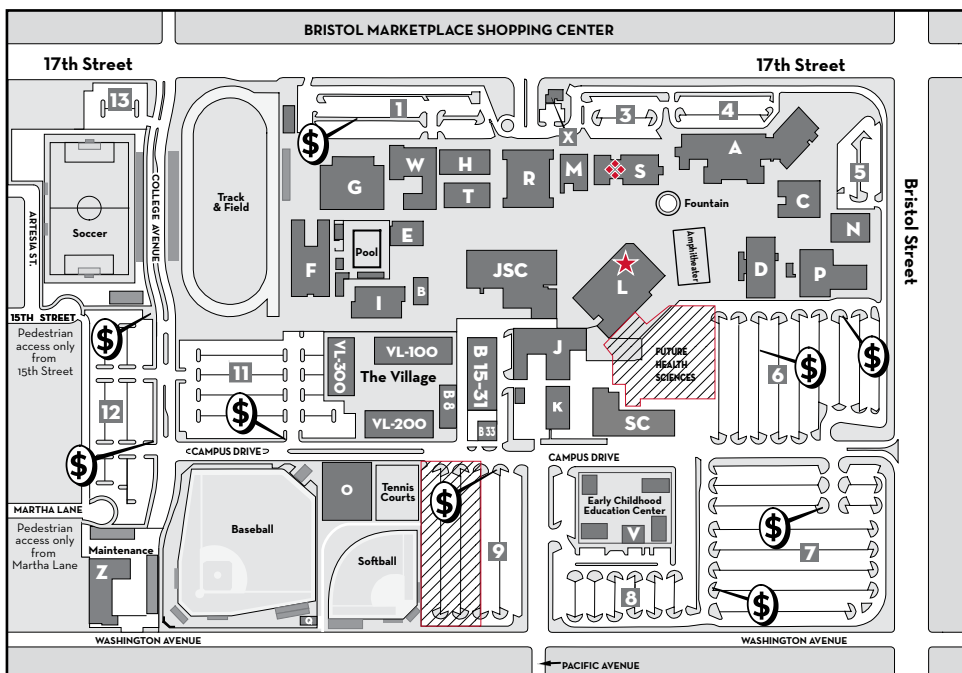 BRISTOL MARKETPLACE SHOPPING CENTER
17th Street
17th Street
13
1
3
4
X
$
A
5
W
H
R
M
S
G
T
C
COLLEGE AVENUE
Track
& Field
Fountain
Bristol Street
ARTESIA ST.
Soccer
E
N
Amphitheater
Pool
F
JSC
D
P
L
I
B
15TH STREET
Pedestrian
access only
from
15th Street
$
$
$
J
FUTURE
HEALTH
SCIENCES
VL-300
VL-100
B 15-31
11
The Village
6
12
$
B 8
K
SC
VL-200
B 33
$
CAMPUS DRIVE
CAMPUS DRIVE
O
Tennis
Courts
$
Early Childhood
Education Center
MARTHA LANE
Pedestrian
access only
from
Martha Lane
Baseball
V
$
Maintenance
Softball
9
7
Z
8
$
Q
WASHINGTON AVENUE
WASHINGTON AVENUE
PACIFIC AVENUE